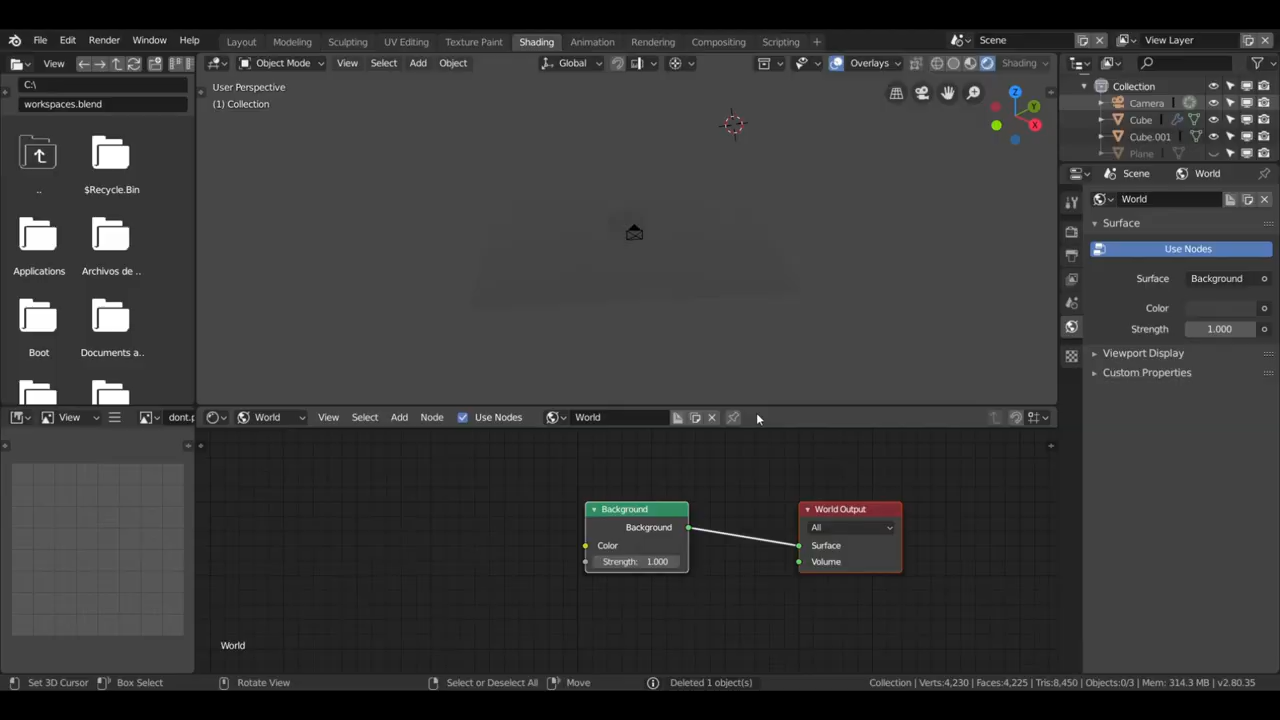 File Edit Render Window Help Layout Modeling Sculpting UV Editing Texture Paint Shading Animation Rendering Compositing Scripting + Scene View Layer
View Object Mode View Select Add Object Global Overlays Shading
C:\
workspaces.blend
User Perspective
(1) Collection
Z
Y
X
Collection
Camera
Cube
Cube.001
Plane
Scene World
World
Surface
Use Nodes
Surface Background
Color
Strength 1.000
Viewport Display
Custom Properties
..
$Recycle.Bin
Applications
Archivos de ..
Boot
Documents a..
View dont.p
World View Select Add Node Use Nodes World
Background
Background
Color
Strength: 1.000
World Output
All
Surface
Volume
World
Set 3D Cursor Box Select Rotate View Select or Deselect All Move Deleted 1 object(s) Collection | Verts:4,230 | Faces:4,225 | Tris:8,450 | Objects:0/3 | Mem: 314.3 MB | v2.80.35